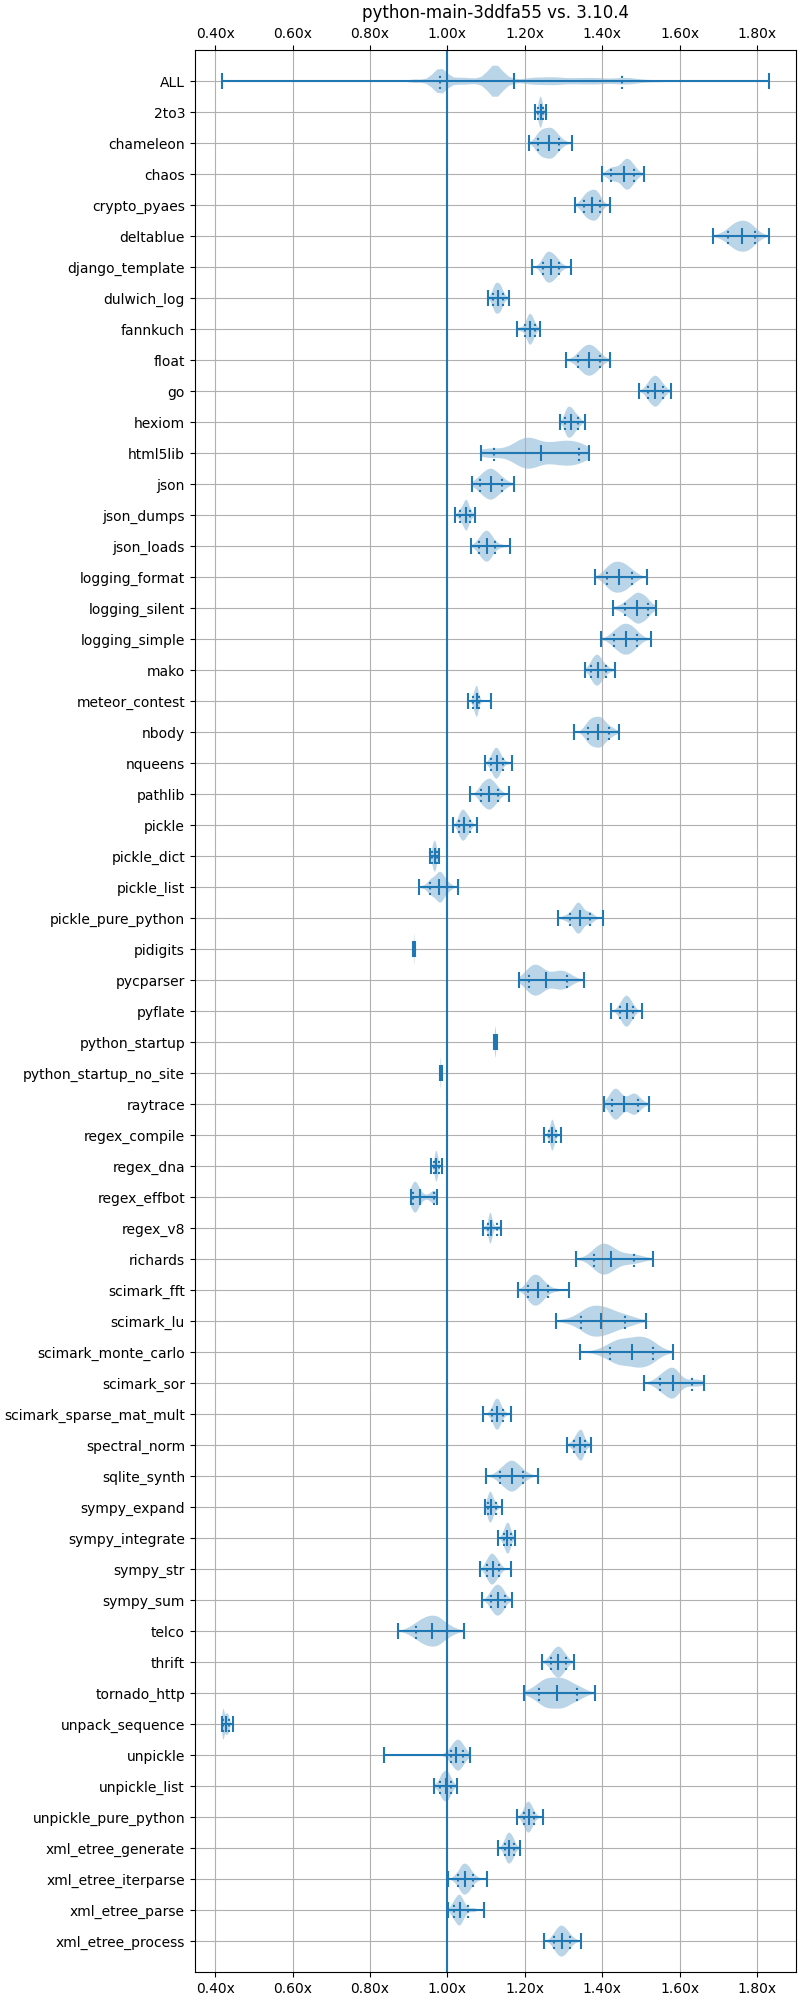 python-main-3ddfa55 vs. 3.10.4
0.40x 0.60x 0.80x 1.00x 1.20x 1.40x 1.60x 1.80x
ALL
2to3
chameleon
chaos
crypto_pyaes
deltablue
django_template
dulwich_log
fannkuch
float
go
hexiom
html5lib
json
json_dumps
json_loads
logging_format
logging_silent
logging_simple
mako
meteor_contest
nbody
nqueens
pathlib
pickle
pickle_dict
pickle_list
pickle_pure_python
pidigits
pycparser
pyflate
python_startup
python_startup_no_site
raytrace
regex_compile
regex_dna
regex_effbot
regex_v8
richards
scimark_fft
scimark_lu
scimark_monte_carlo
scimark_sor
scimark_sparse_mat_mult
spectral_norm
sqlite_synth
sympy_expand
sympy_integrate
sympy_str
sympy_sum
telco
thrift
tornado_http
unpack_sequence
unpickle
unpickle_list
unpickle_pure_python
xml_etree_generate
xml_etree_iterparse
xml_etree_parse
xml_etree_process
0.40x 0.60x 0.80x 1.00x 1.20x 1.40x 1.60x 1.80x